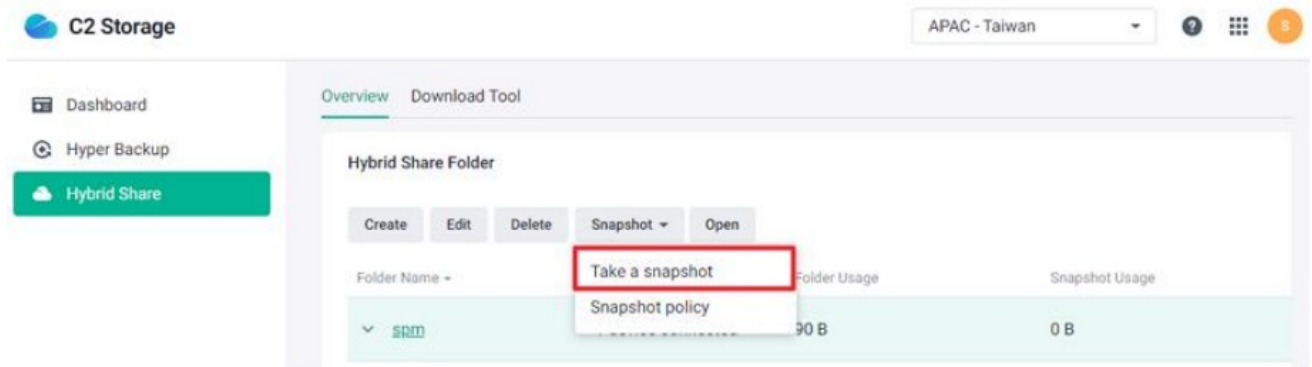 C2 Storage
APAC - Taiwan
S
Dashboard
Hyper Backup
Hybrid Share
Overview Download Tool
Hybrid Share Folder
Create Edit Delete Snapshot Open
Take a snapshot
Snapshot policy
Folder Name Folder Usage Snapshot Usage
spm 90 B 0 B